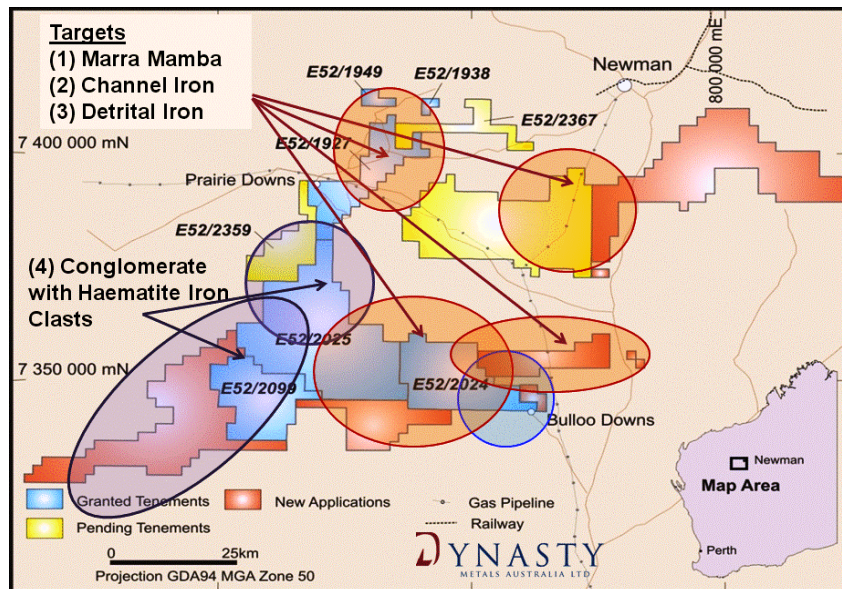 Targets
(1) Marra Mamba
(2) Channel Iron
(3) Detrital Iron
E52/1949
E52/1938
Newman
800 000 mE
E52/2367
7 400 000 mN
E52/1927
Prairie Downs
E52/2359
(4) Conglomerate
with Haematite Iron
Clasts
E52/2025
7 350 000 mN
E52/2099
E52/2024
Bulloo Downs
Newman
Map Area
Perth
Granted Tenements
New Applications
Gas Pipeline
Pending Tenements
Railway
0 25km
Projection GDA94 MGA Zone 50
DYNASTY
METALS AUSTRALIA LTD